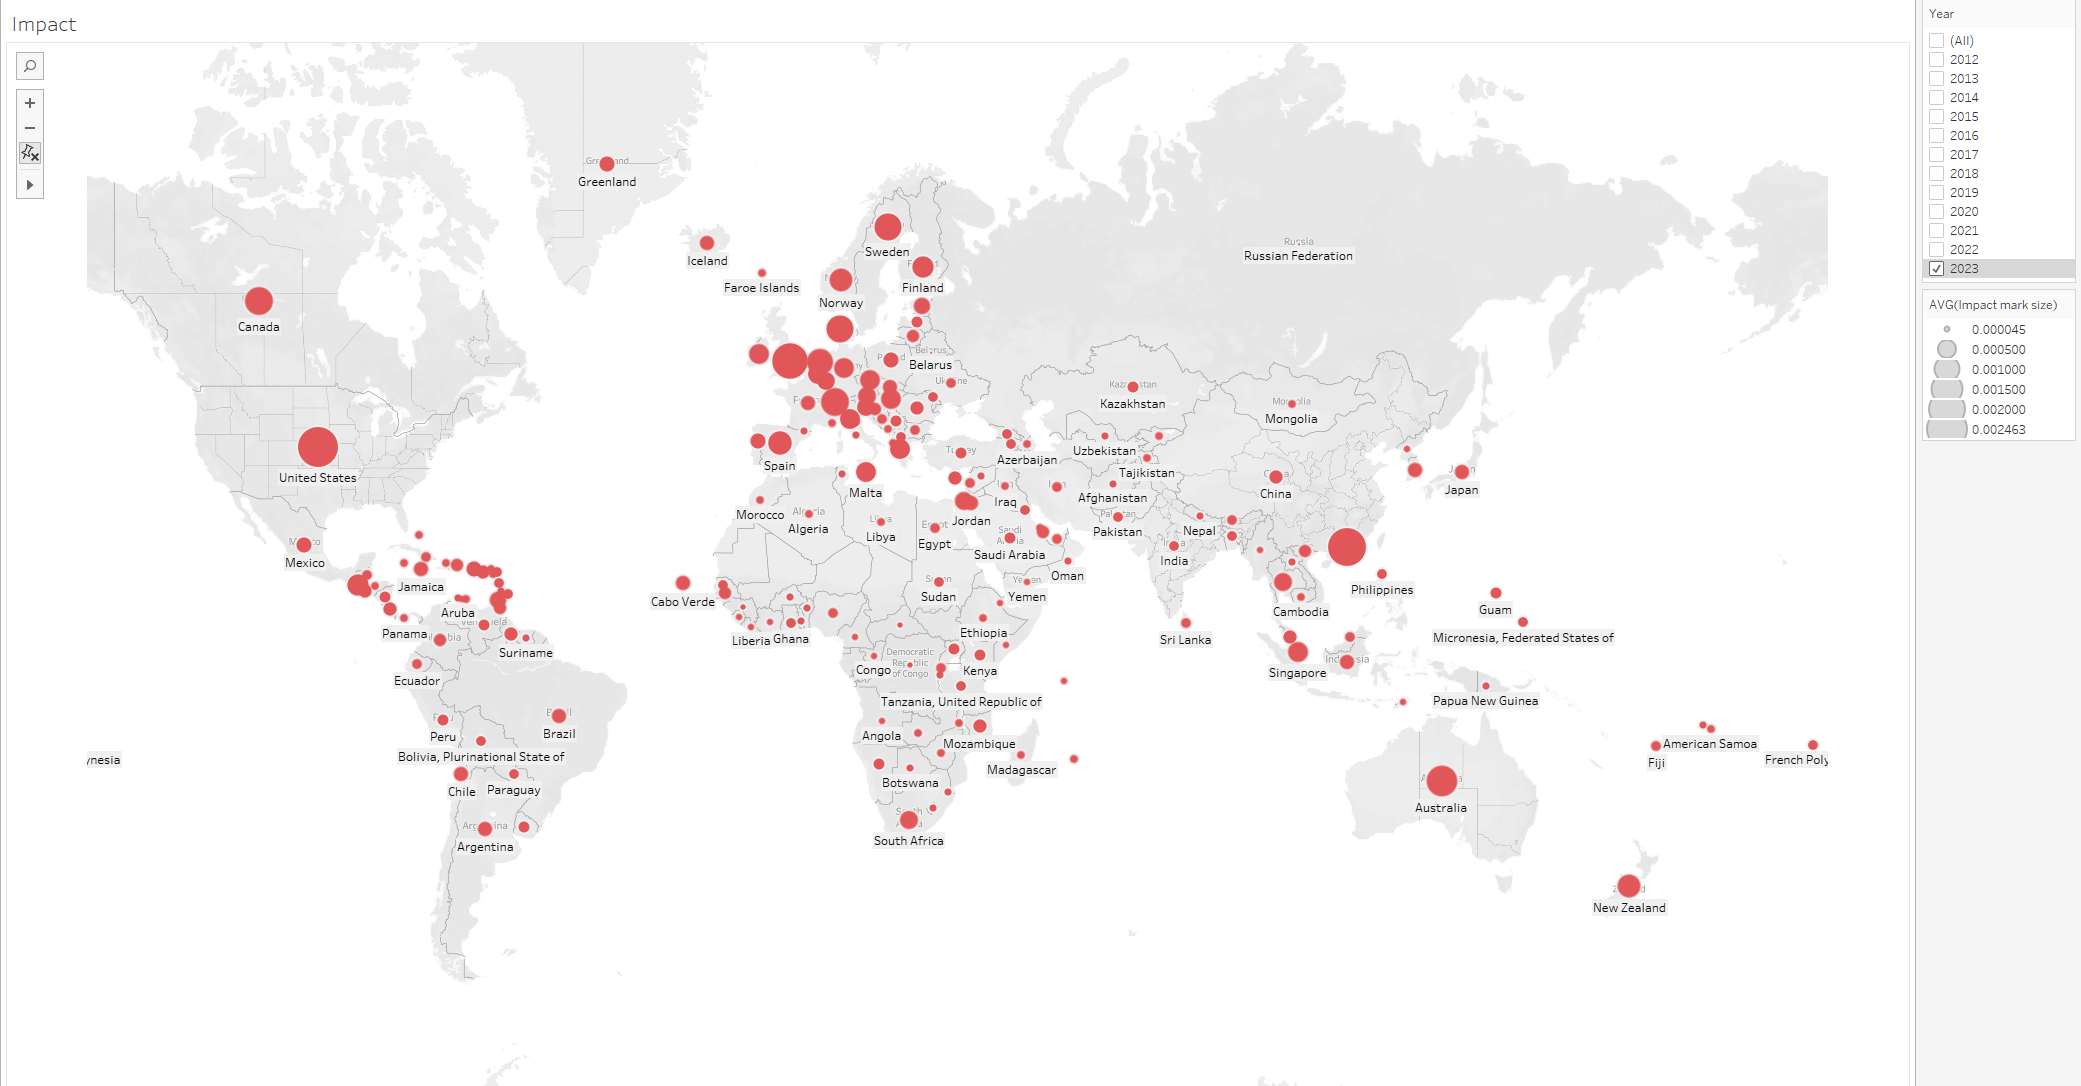 Impact
Greenland
Iceland
Sweden
Russia
Russian Federation
Faroe Islands
Finland
Norway
Canada
Belarus
Belarus
Kazakhstan
Mongolia
United States
Spain
Azerbaijan
Uzbekistan
Tajikistan
China
Japan
Malta
Iraq
Afghanistan
Morocco
Algeria
Libya
Egypt
Jordan
Pakistan
Nepal
Mexico
Saudi Arabia
India
Oman
Jamaica
Cabo Verde
Sudan
Yemen
Cambodia
Philippines
Guam
Aruba
Panama
Liberia
Ghana
Ethiopia
Sri Lanka
Micronesia, Federated States of
Suriname
Democratic
Republic
of Congo
Congo
Kenya
Singapore
Ecuador
Tanzania, United Republic of
Papua New Guinea
Peru
Brazil
Angola
Mozambique
American Samoa
Bolivia, Plurinational State of
ynesia
Madagascar
Fiji
French Poly
Chile
Paraguay
Botswana
Australia
Argentina
South Africa
New Zealand
Year
(All)
2012
2013
2014
2015
2016
2017
2018
2019
2020
2021
2022
2023
AVG(Impact mark size)
0.000045
0.000500
0.001000
0.001500
0.002000
0.002463